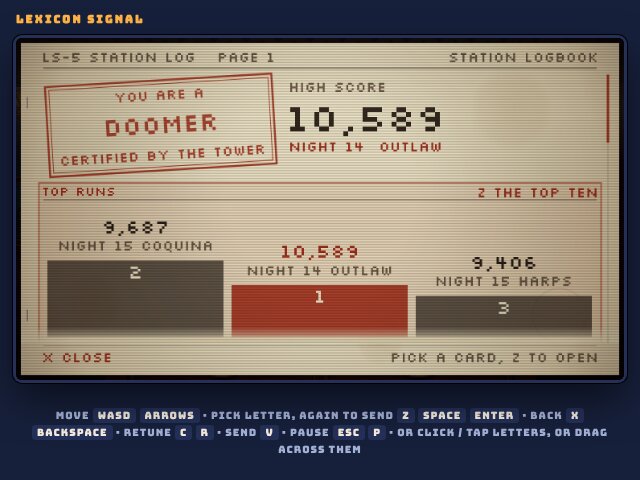 LEXICON SIGNAL
LS-5 STATION LOG PAGE 1 STATION LOGBOOK
YOU ARE A
DOOMER
CERTIFIED BY THE TOWER
HIGH SCORE
10,589
NIGHT 14 OUTLAW
TOP RUNS Z THE TOP TEN
9,687
NIGHT 15 COQUINA
2
10,589
NIGHT 14 OUTLAW
1
9,406
NIGHT 15 HARPS
3
X CLOSE PICK A CARD, Z TO OPEN
MOVE WASD ARROWS · PICK LETTER, AGAIN TO SEND Z SPACE ENTER · BACK X
BACKSPACE · RETUNE C R · SEND V · PAUSE ESC P · OR CLICK / TAP LETTERS, OR DRAG
ACROSS THEM